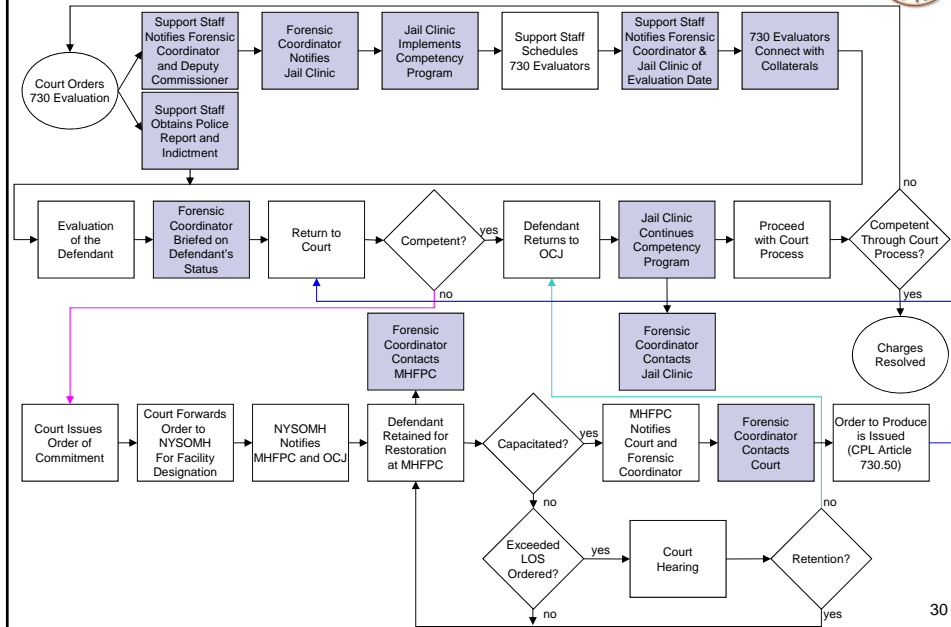 Court Orders
730 Evaluation
Support Staff
Notifies Forensic
Coordinator
and Deputy
Commissioner
Forensic
Coordinator
Notifies
Jail Clinic
Jail Clinic
Implements
Competency
Program
Support Staff
Schedules
730 Evaluators
Support Staff
Notifies Forensic
Coordinator &
Jail Clinic of
Evaluation Date
730 Evaluators
Connect with
Collaterals
Support Staff
Obtains Police
Report and
Indictment
no
Evaluation
of the
Defendant
Forensic
Coordinator
Briefed on
Defendant's
Status
Return to
Court
Competent?
yes
no
Defendant
Returns to
OCJ
Jail Clinic
Continues
Competency
Program
Proceed
with Court
Process
Competent
Through Court
Process?
yes
Forensic
Coordinator
Contacts
MHFPC
Forensic
Coordinator
Contacts
Jail Clinic
Charges
Resolved
Court Issues
Order of
Commitment
Court Forwards
Order to
NYSOMH
For Facility
Designation
NYSOMH
Notifies
MHFPC and OCJ
Defendant
Retained for
Restoration
at MHFPC
Capacitated?
yes
no
MHFPC
Notifies
Court and
Forensic
Coordinator
Forensic
Coordinator
Contacts
Court
Order to Produce
is Issued
(CPL Article
730.50)
Exceeded
LOS
Ordered?
yes
no
Court
Hearing
Retention?
no
yes
30